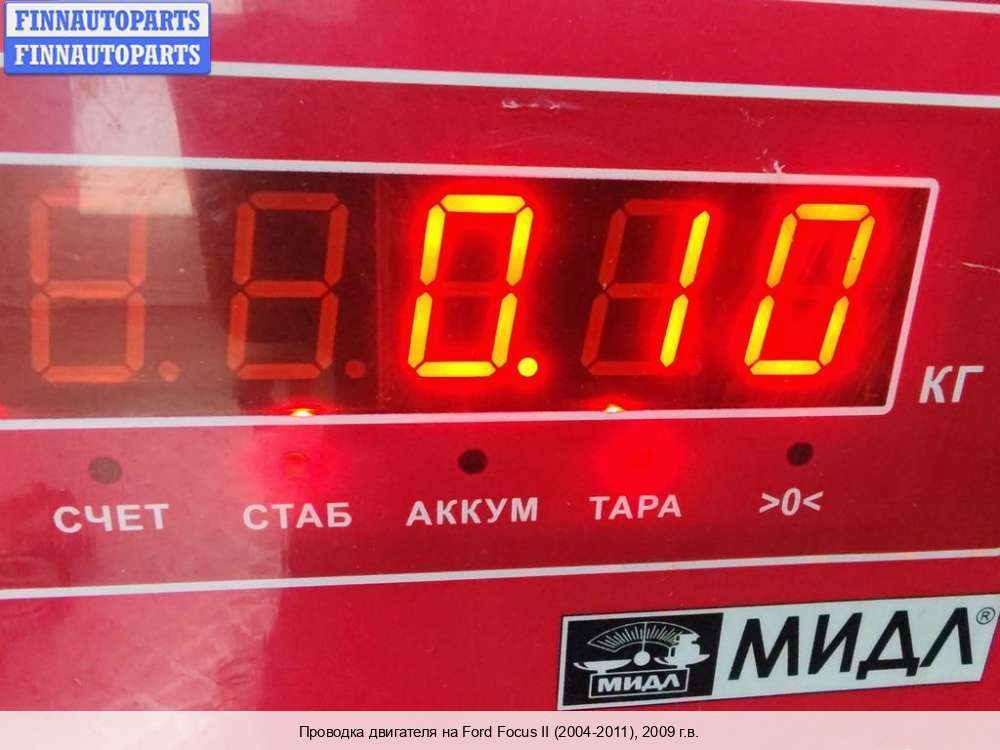 FINNAUTOPARTS
FINNAUTOPARTS
0.10
КГ
СЧЕТ СТАБ АККУМ ТАРА >0<
МИДЛ МИДЛ®
Проводка двигателя на Ford Focus II (2004-2011), 2009 г.в.